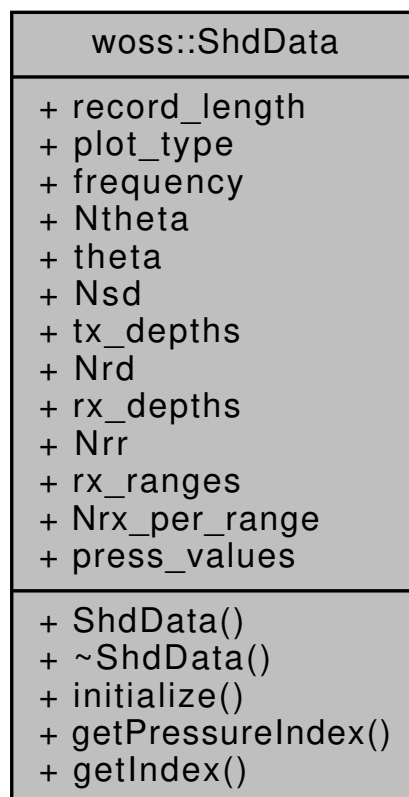 woss::ShdData
+ record_length
+ plot_type
+ frequency
+ Ntheta
+ theta
+ Nsd
+ tx_depths
+ Nrd
+ rx_depths
+ Nrr
+ rx_ranges
+ Nrx_per_range
+ press_values
+ ShdData()
+ ~ShdData()
+ initialize()
+ getPressureIndex()
+ getIndex()